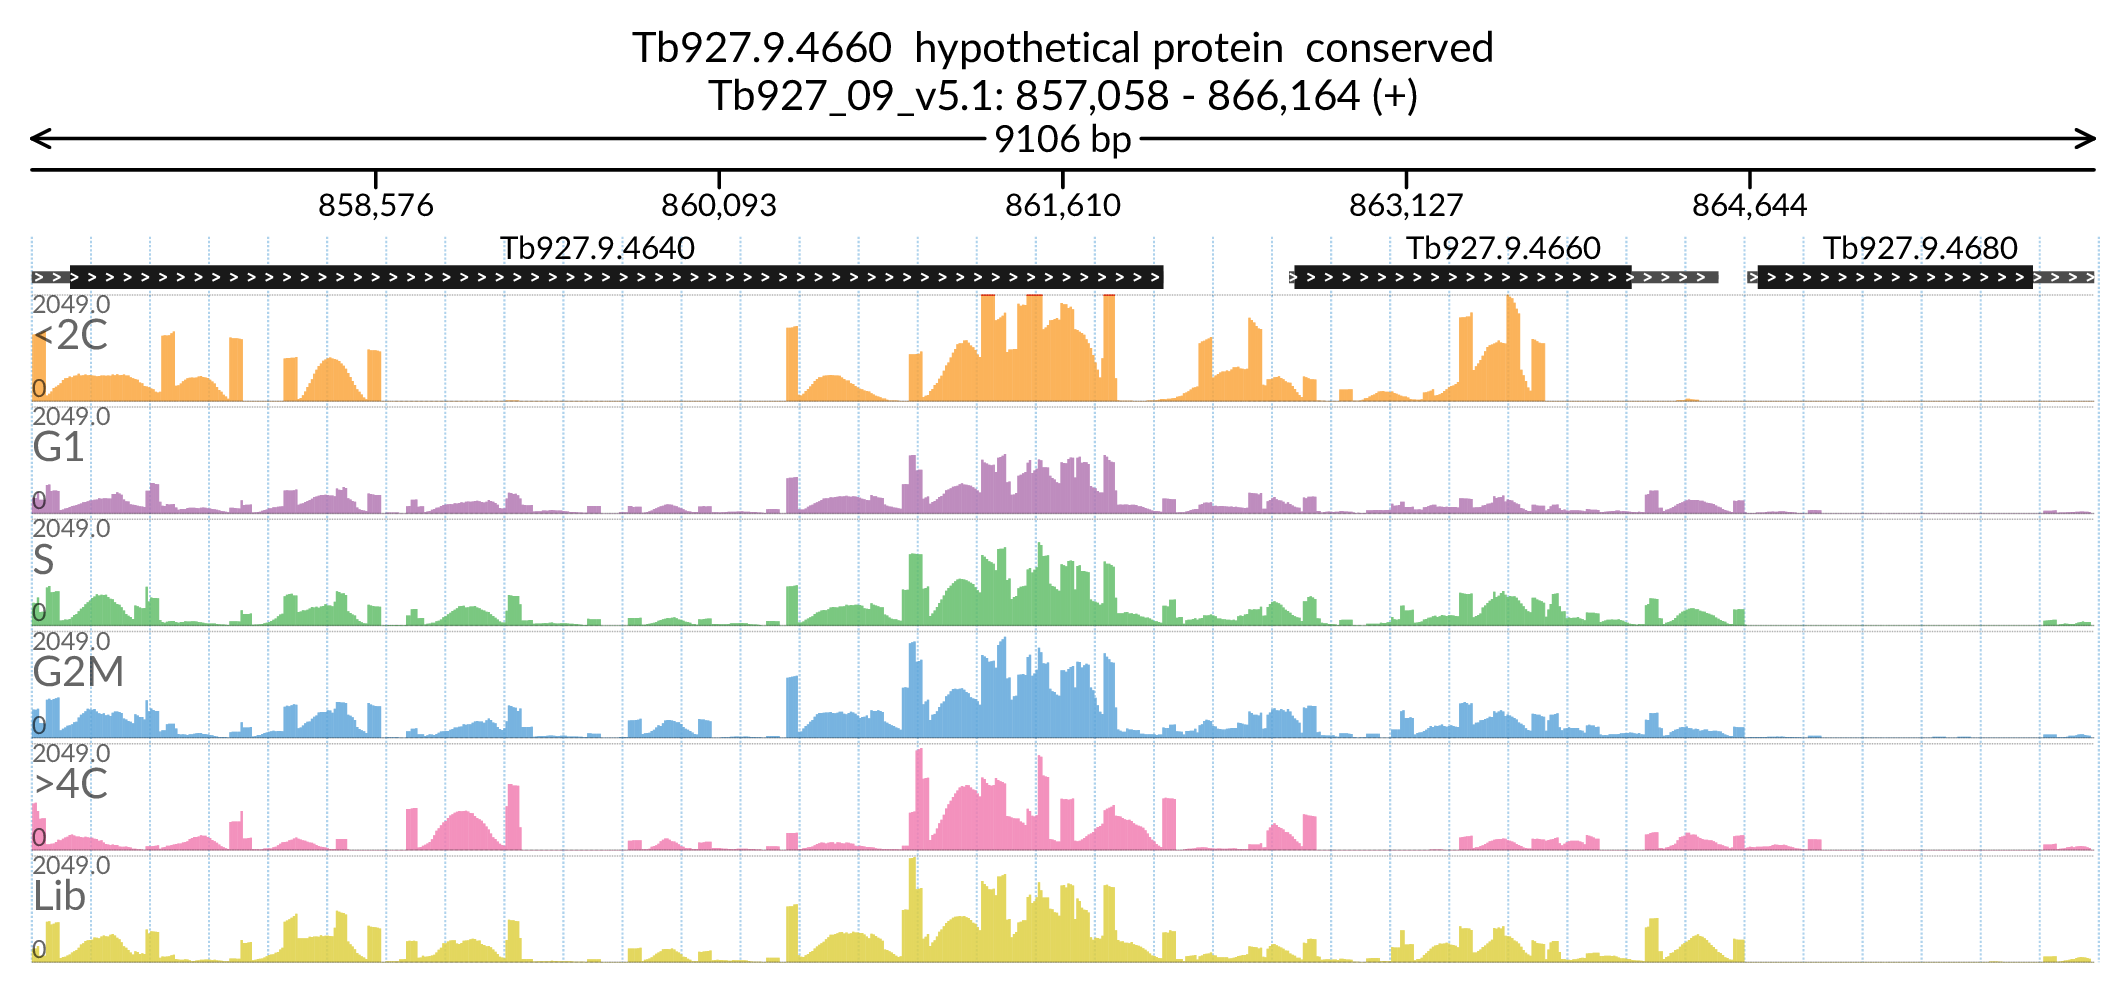 Tb927.9.4660  hypothetical protein  conserved
Tb927_09_v5.1: 857,058 - 866,164 (+)
9106 bp
858,576 860,093 861,610 863,127 864,644
Tb927.9.4640 Tb927.9.4660 Tb927.9.4680
2049.0
<2C
0
2049.0
G1
0
2049.0
S
0
2049.0
G2M
0
2049.0
>4C
0
2049.0
Lib
0